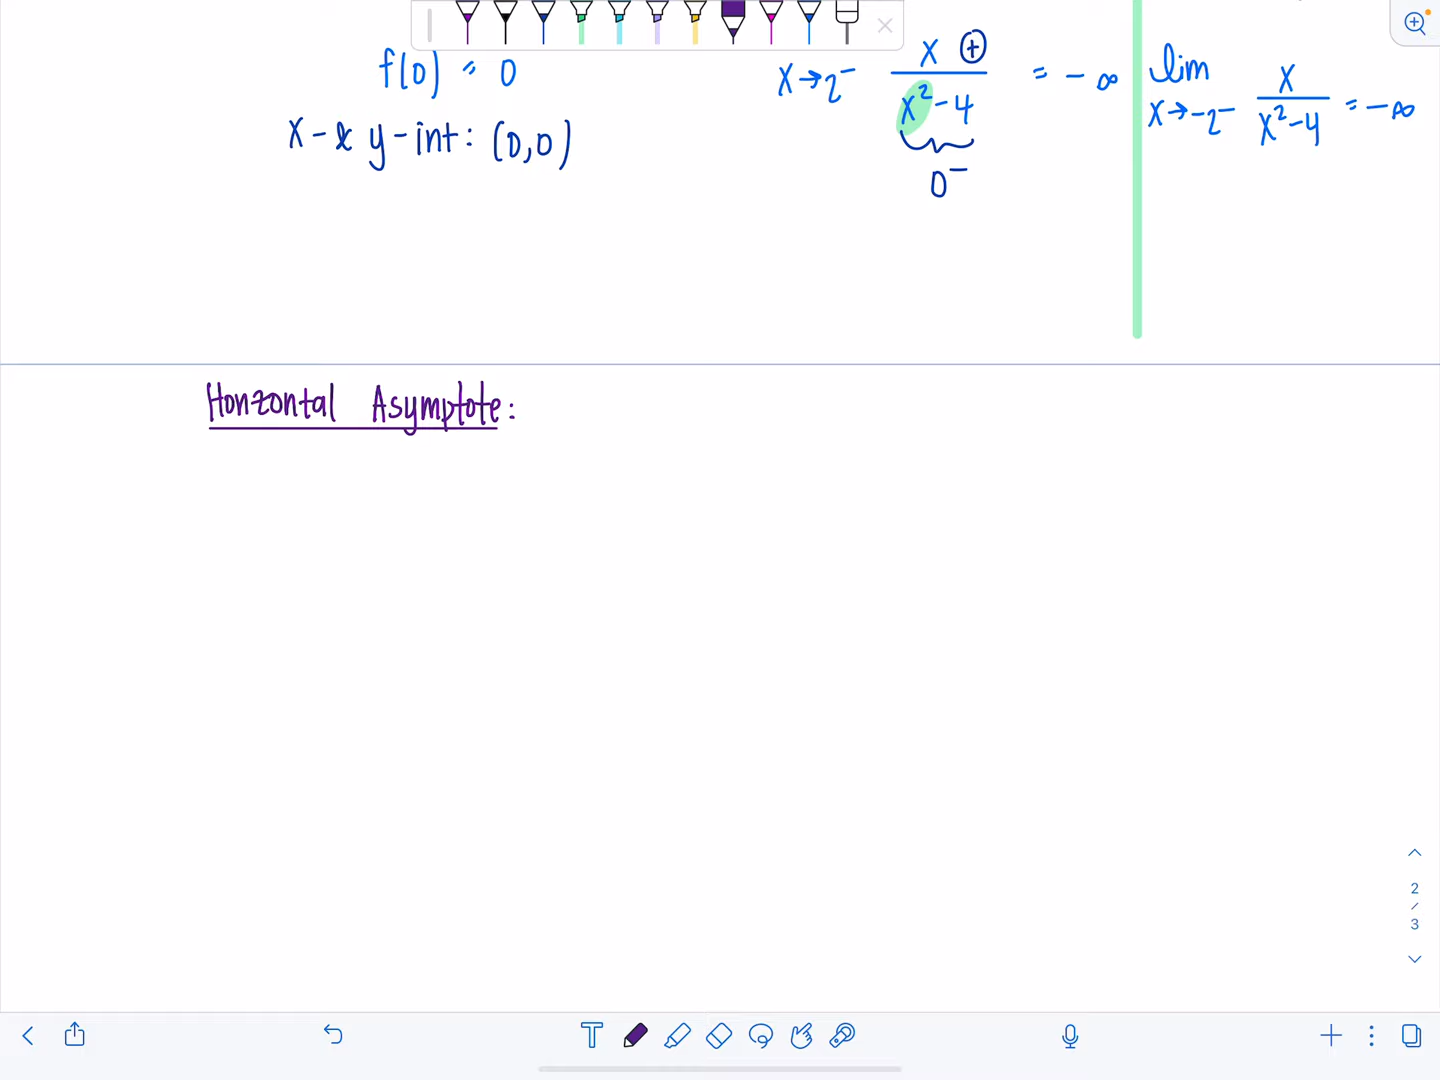 f(0) = 0
x-& y-int: (0,0)
x→2⁻ x ⊕ / x²-4 = -∞
0⁻
lim x→-2⁻ x / x²-4 = -∞
Horizontal Asymptote:
2
/
3
T